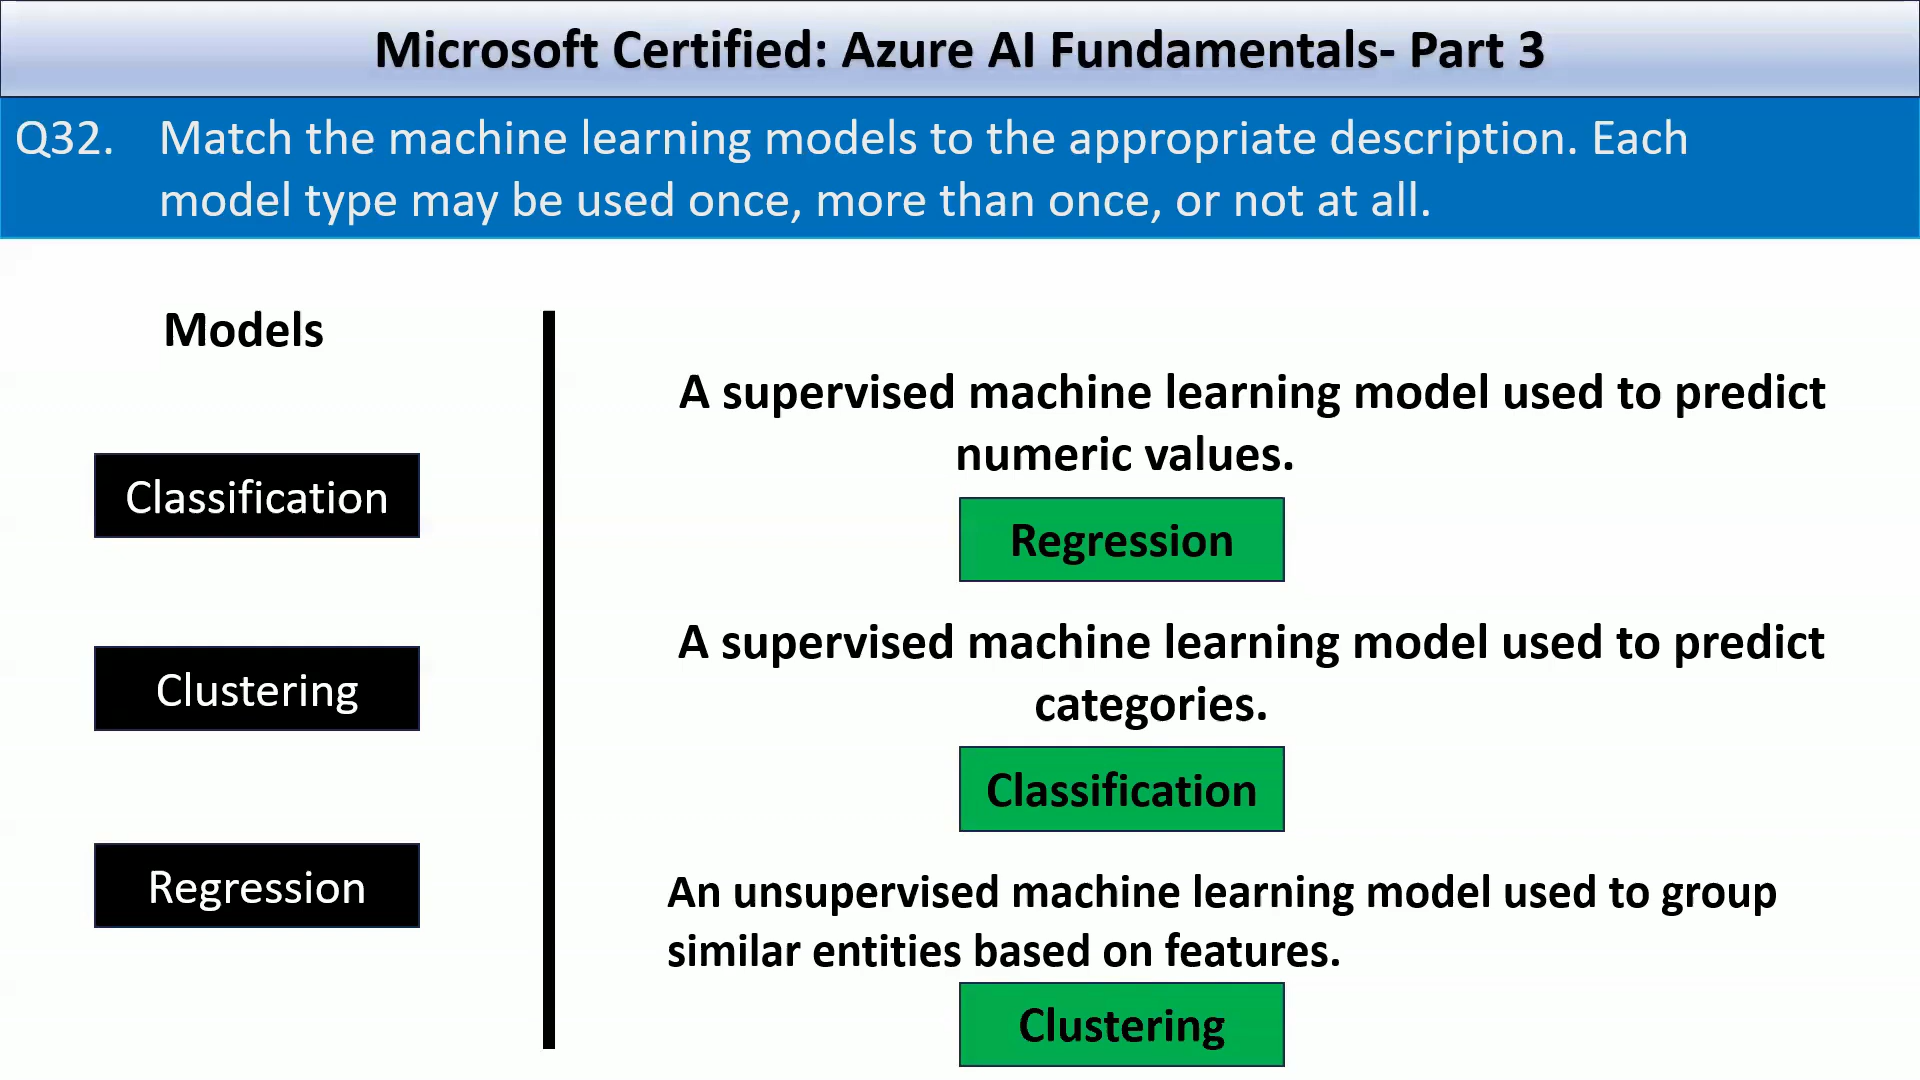 Microsoft Certified: Azure AI Fundamentals- Part 3
Q32. Match the machine learning models to the appropriate description. Each
model type may be used once, more than once, or not at all.
Models
Classification
Clustering
Regression
A supervised machine learning model used to predict
numeric values.
Regression
A supervised machine learning model used to predict
categories.
Classification
An unsupervised machine learning model used to group
similar entities based on features.
Clustering